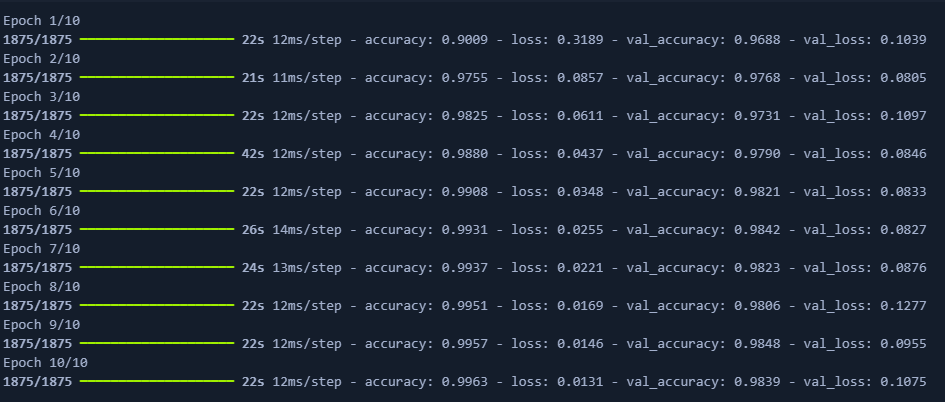 Epoch 1/10
1875/1875 ━━━━━━━━━━━━━━━━━━━━ 22s 12ms/step - accuracy: 0.9009 - loss: 0.3189 - val_accuracy: 0.9688 - val_loss: 0.1039
Epoch 2/10
1875/1875 ━━━━━━━━━━━━━━━━━━━━ 21s 11ms/step - accuracy: 0.9755 - loss: 0.0857 - val_accuracy: 0.9768 - val_loss: 0.0805
Epoch 3/10
1875/1875 ━━━━━━━━━━━━━━━━━━━━ 22s 12ms/step - accuracy: 0.9825 - loss: 0.0611 - val_accuracy: 0.9731 - val_loss: 0.1097
Epoch 4/10
1875/1875 ━━━━━━━━━━━━━━━━━━━━ 42s 12ms/step - accuracy: 0.9880 - loss: 0.0437 - val_accuracy: 0.9790 - val_loss: 0.0846
Epoch 5/10
1875/1875 ━━━━━━━━━━━━━━━━━━━━ 22s 12ms/step - accuracy: 0.9908 - loss: 0.0348 - val_accuracy: 0.9821 - val_loss: 0.0833
Epoch 6/10
1875/1875 ━━━━━━━━━━━━━━━━━━━━ 26s 14ms/step - accuracy: 0.9931 - loss: 0.0255 - val_accuracy: 0.9842 - val_loss: 0.0827
Epoch 7/10
1875/1875 ━━━━━━━━━━━━━━━━━━━━ 24s 13ms/step - accuracy: 0.9937 - loss: 0.0221 - val_accuracy: 0.9823 - val_loss: 0.0876
Epoch 8/10
1875/1875 ━━━━━━━━━━━━━━━━━━━━ 22s 12ms/step - accuracy: 0.9951 - loss: 0.0169 - val_accuracy: 0.9806 - val_loss: 0.1277
Epoch 9/10
1875/1875 ━━━━━━━━━━━━━━━━━━━━ 22s 12ms/step - accuracy: 0.9957 - loss: 0.0146 - val_accuracy: 0.9848 - val_loss: 0.0955
Epoch 10/10
1875/1875 ━━━━━━━━━━━━━━━━━━━━ 22s 12ms/step - accuracy: 0.9963 - loss: 0.0131 - val_accuracy: 0.9839 - val_loss: 0.1075